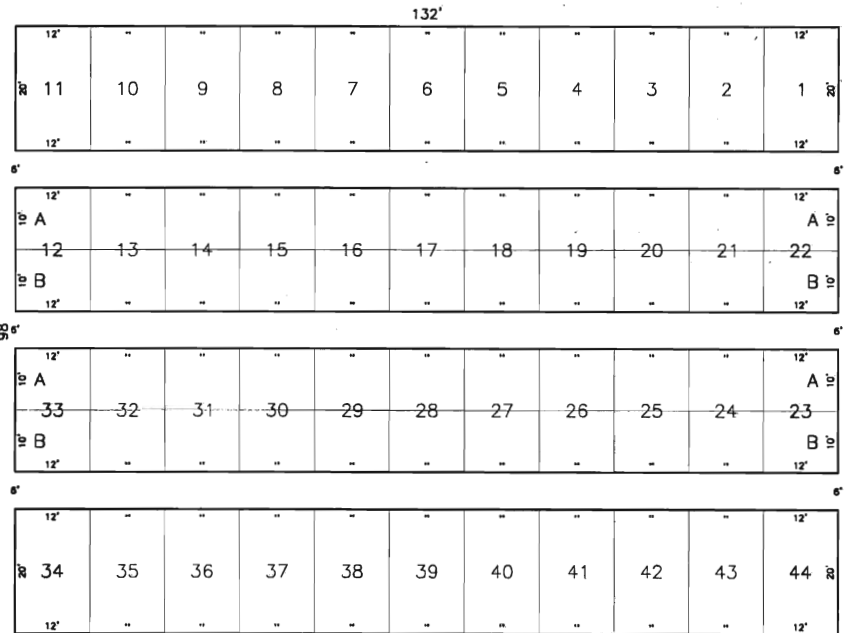 132'
12' " " " " " " " " " 12'
20' 11 10 9 8 7 6 5 4 3 2 1 20'
12' " " " " " " " " " 12'
6' 6'
12' " " " " " " " " " 12'
10' A A 10'
12 13 14 15 16 17 18 19 20 21 22
10' B B 10'
12' " " " " " " " " " 12'
98 6' 6'
12' " " " " " " " " " 12'
10' A A 10'
33 32 31 30 29 28 27 26 25 24 23
10' B B 10'
12' " " " " " " " " " 12'
6' 6'
12' " " " " " " " " " 12'
20' 34 35 36 37 38 39 40 41 42 43 44 20'
12' " " " " " " " " " 12'